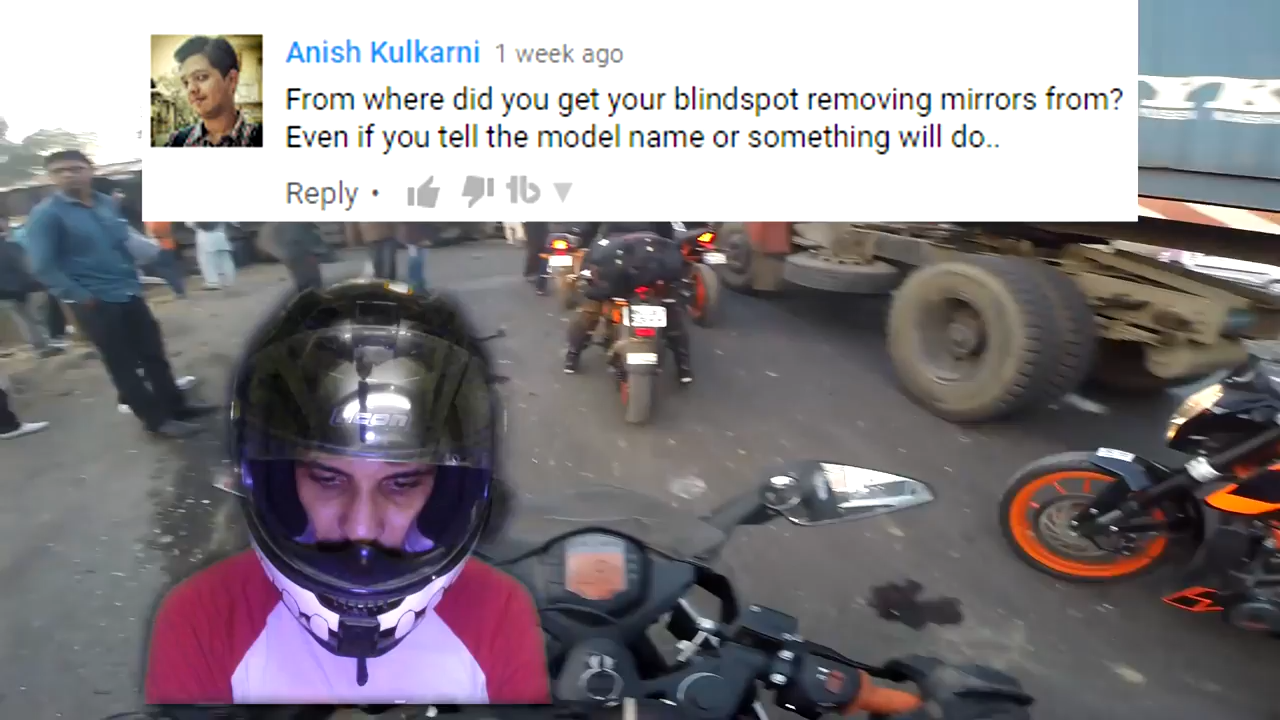 Anish Kulkarni 1 week ago
From where did you get your blindspot removing mirrors from?
Even if you tell the model name or something will do..
Reply •
icon